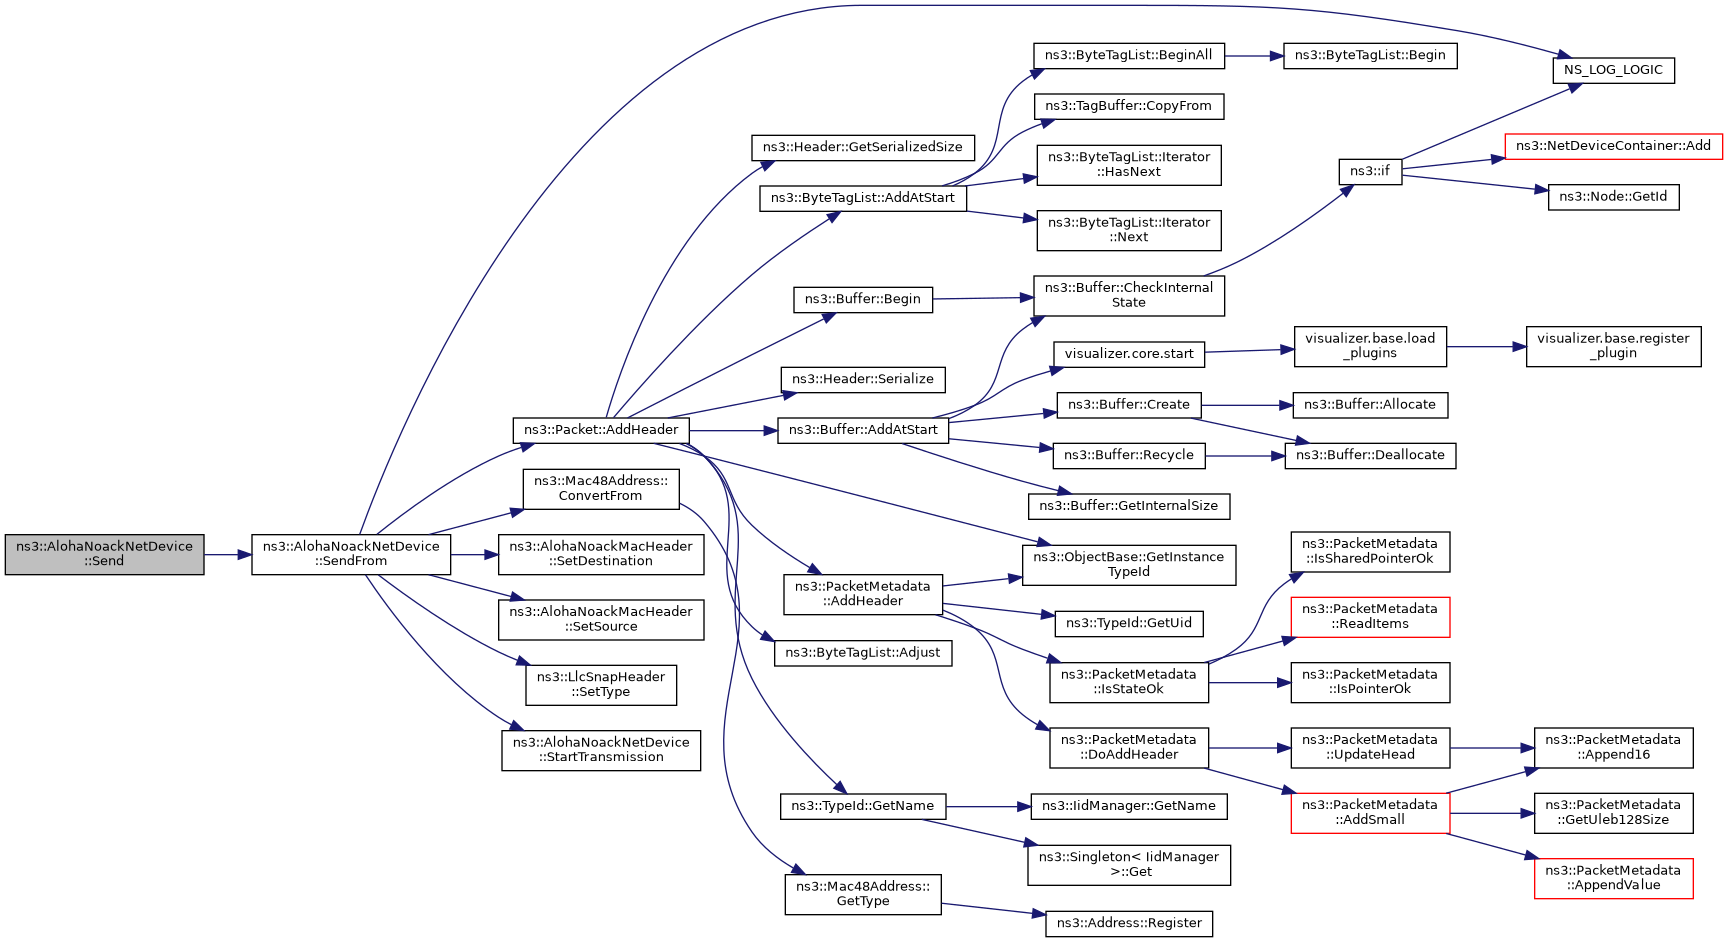 ns3::AlohaNoackNetDevice
::Send
ns3::AlohaNoackNetDevice
::SendFrom
ns3::Packet::AddHeader
ns3::Mac48Address::
ConvertFrom
ns3::AlohaNoackMacHeader
::SetDestination
ns3::AlohaNoackMacHeader
::SetSource
ns3::LlcSnapHeader
::SetType
ns3::AlohaNoackNetDevice
::StartTransmission
ns3::Header::GetSerializedSize
ns3::ByteTagList::AddAtStart
ns3::Buffer::Begin
ns3::Header::Serialize
ns3::Buffer::AddAtStart
ns3::PacketMetadata
::AddHeader
ns3::ByteTagList::Adjust
ns3::TypeId::GetName
ns3::Mac48Address::
GetType
ns3::ByteTagList::BeginAll
ns3::TagBuffer::CopyFrom
ns3::ByteTagList::Iterator
::HasNext
ns3::ByteTagList::Iterator
::Next
ns3::Buffer::CheckInternal
State
visualizer.core.start
ns3::Buffer::Create
ns3::Buffer::Recycle
ns3::Buffer::GetInternalSize
ns3::ObjectBase::GetInstance
TypeId
ns3::TypeId::GetUid
ns3::PacketMetadata
::IsStateOk
ns3::PacketMetadata
::DoAddHeader
ns3::IidManager::GetName
ns3::Singleton< IidManager
>::Get
ns3::Address::Register
ns3::ByteTagList::Begin
ns3::if
visualizer.base.load
_plugins
ns3::Buffer::Allocate
ns3::Buffer::Deallocate
ns3::PacketMetadata
::IsSharedPointerOk
ns3::PacketMetadata
::ReadItems
ns3::PacketMetadata
::IsPointerOk
ns3::PacketMetadata
::UpdateHead
ns3::PacketMetadata
::AddSmall
NS_LOG_LOGIC
ns3::NetDeviceContainer::Add
ns3::Node::GetId
visualizer.base.register
_plugin
ns3::PacketMetadata
::Append16
ns3::PacketMetadata
::GetUleb128Size
ns3::PacketMetadata
::AppendValue